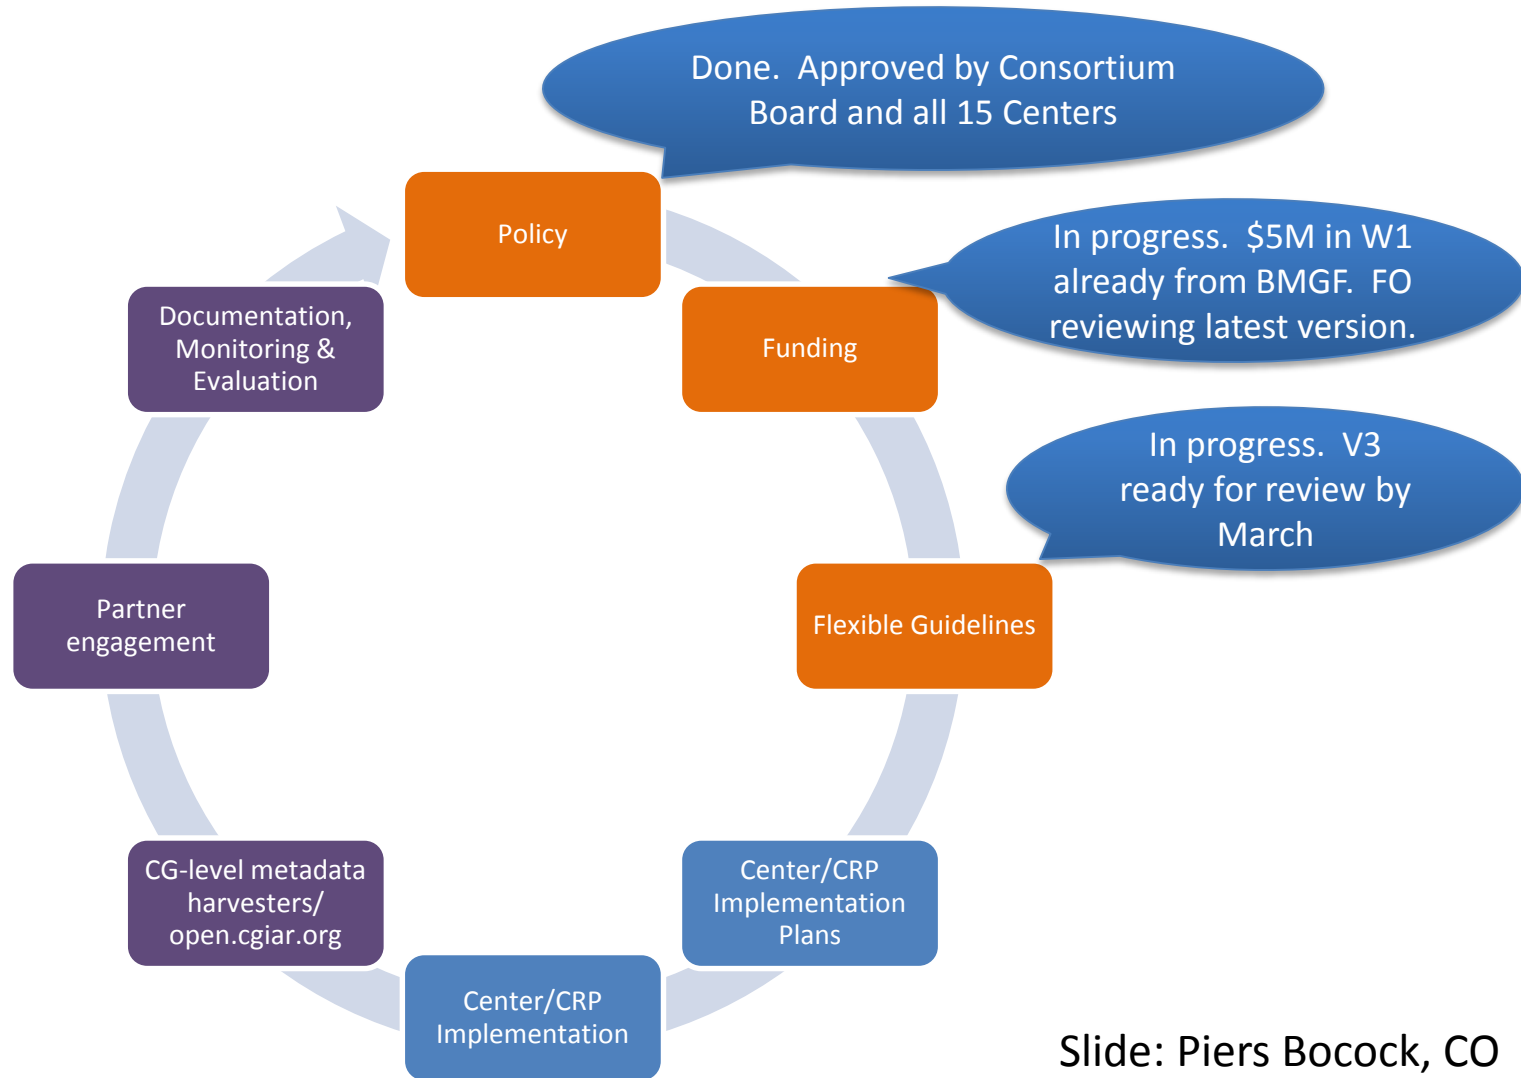 Done.  Approved by Consortium
Board and all 15 Centers
Policy
In progress.  $5M in W1
already from BMGF.  FO
reviewing latest version.
Funding
In progress.  V3
ready for review by
March
Flexible Guidelines
Center/CRP
Implementation
Plans
Center/CRP
Implementation
CG-level metadata
harvesters/
open.cgiar.org
Partner
engagement
Documentation,
Monitoring &
Evaluation
Slide: Piers Bocock, CO